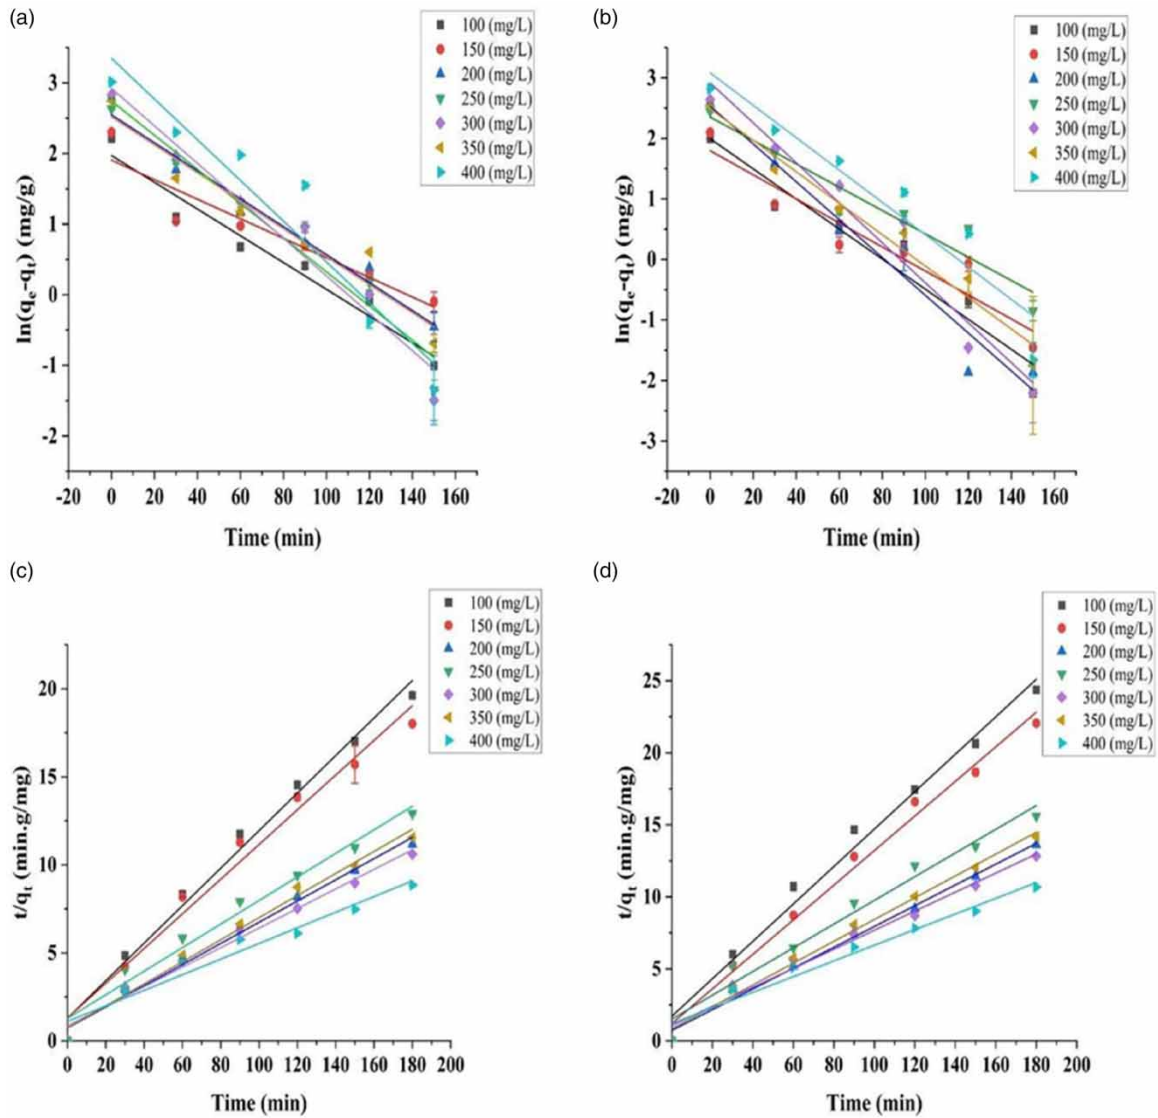 (a)
100 (mg/L)
150 (mg/L)
200 (mg/L)
250 (mg/L)
300 (mg/L)
350 (mg/L)
400 (mg/L)
3
2
1
0
-1
-2
ln(qe-qt) (mg/g)
-20 0 20 40 60 80 100 120 140 160
Time (min)
(b)
100 (mg/L)
150 (mg/L)
200 (mg/L)
250 (mg/L)
300 (mg/L)
350 (mg/L)
400 (mg/L)
3
2
1
0
-1
-2
-3
ln(qe-qt) (mg/g)
-20 0 20 40 60 80 100 120 140 160
Time (min)
(c)
100 (mg/L)
150 (mg/L)
200 (mg/L)
250 (mg/L)
300 (mg/L)
350 (mg/L)
400 (mg/L)
20
15
10
5
0
t/qt (min.g/mg)
0 20 40 60 80 100 120 140 160 180 200
Time (min)
(d)
100 (mg/L)
150 (mg/L)
200 (mg/L)
250 (mg/L)
300 (mg/L)
350 (mg/L)
400 (mg/L)
25
20
15
10
5
0
t/qt (min.g/mg)
0 20 40 60 80 100 120 140 160 180 200
Time (min)